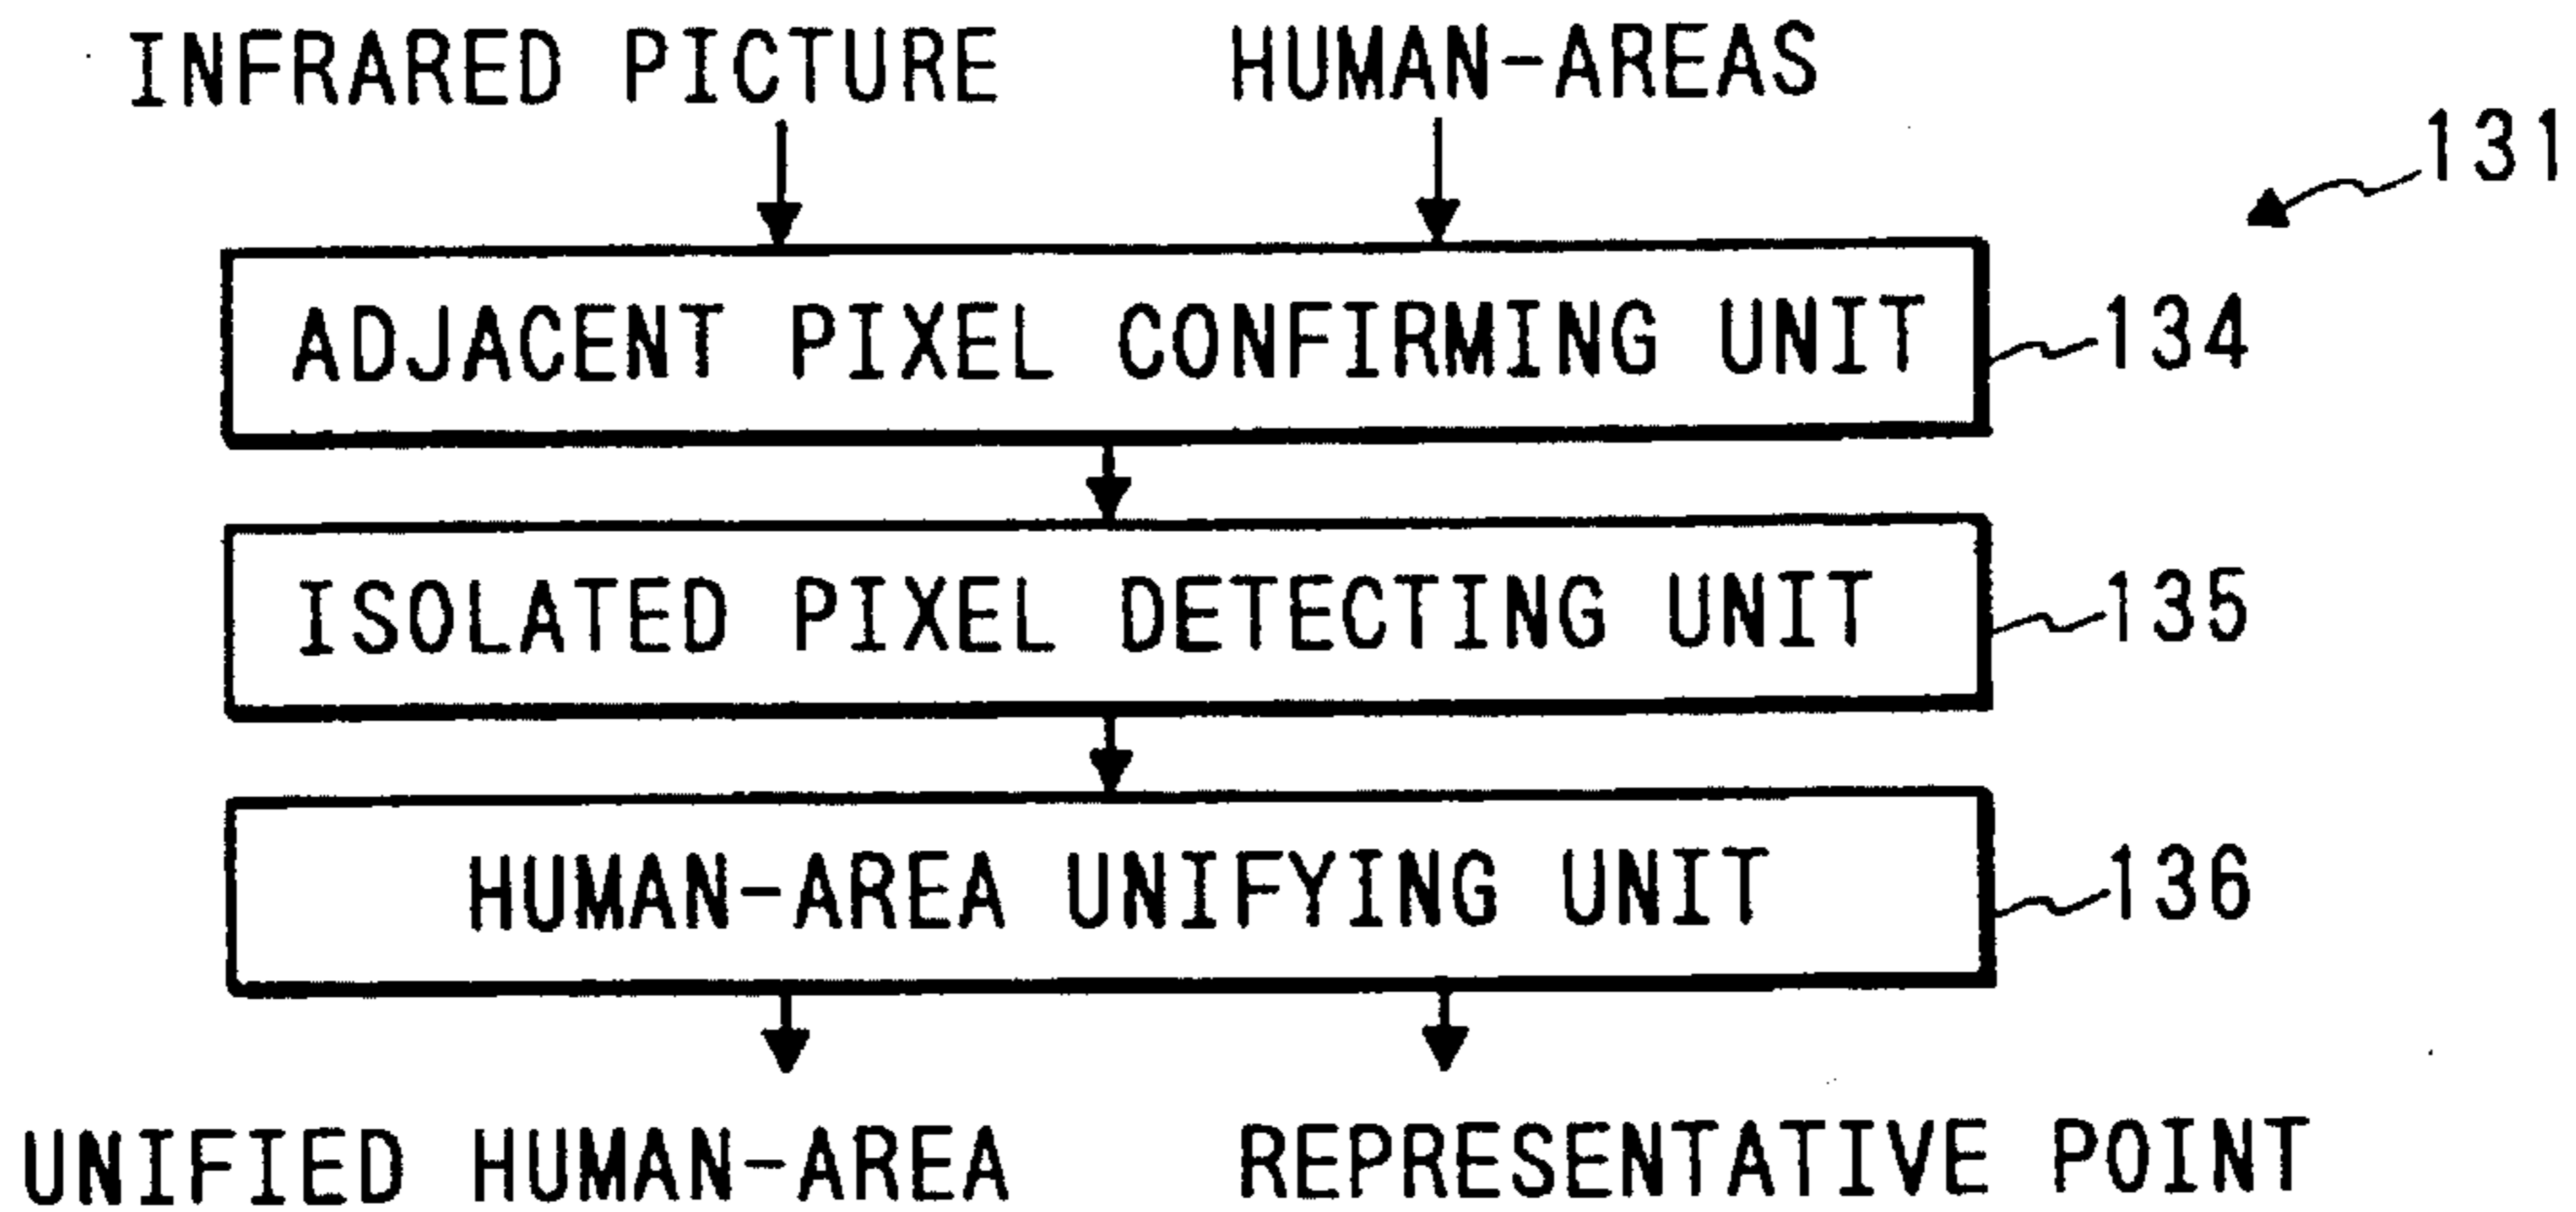 INFRARED PICTURE HUMAN-AREAS
131
ADJACENT PIXEL CONFIRMING UNIT 134
ISOLATED PIXEL DETECTING UNIT 135
HUMAN-AREA UNIFYING UNIT 136
UNIFIED HUMAN-AREA REPRESENTATIVE POINT